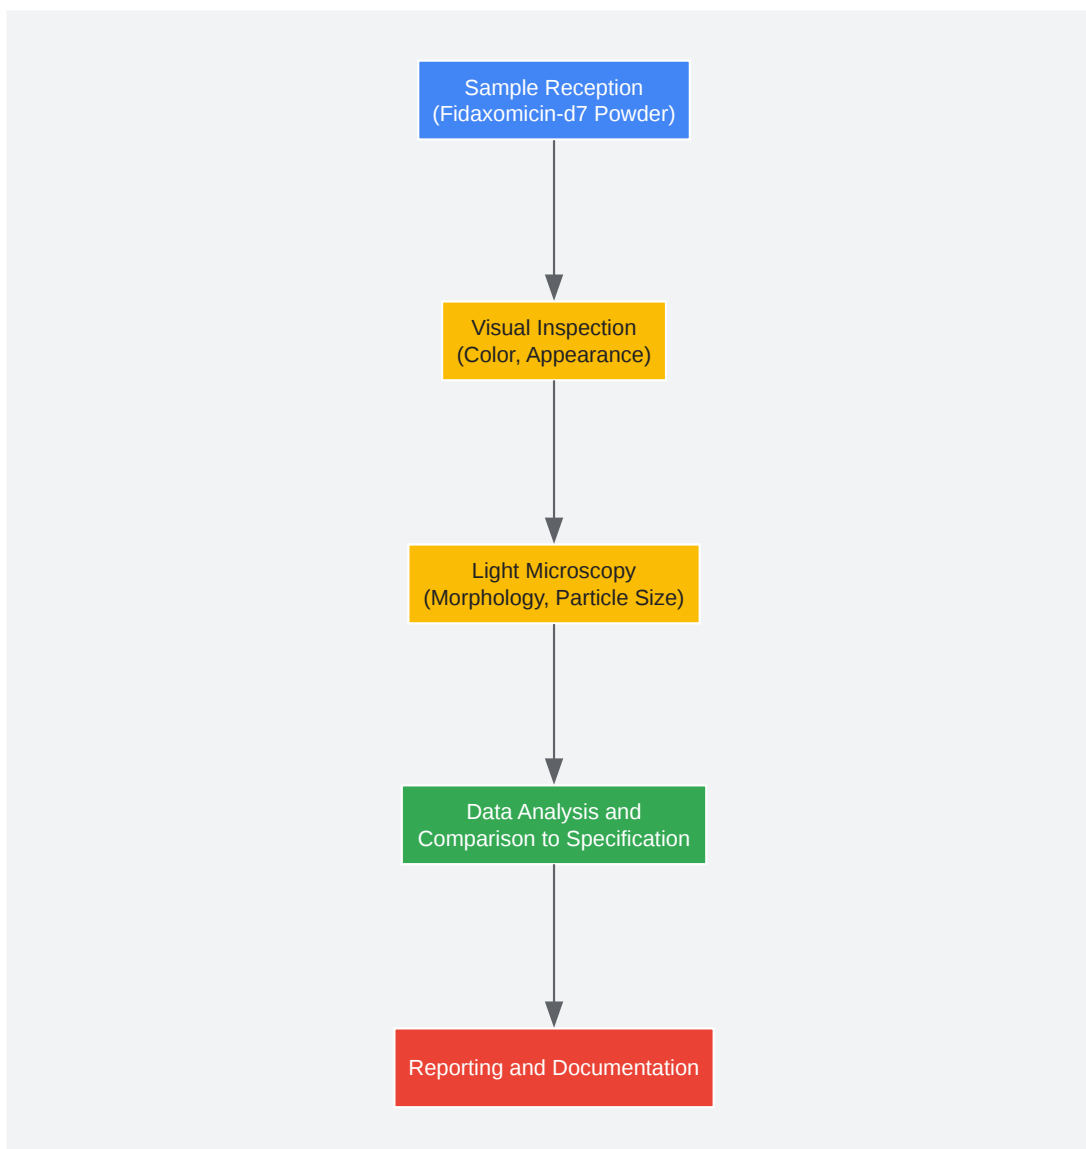 Sample Reception
(Fidaxomicin-d7 Powder)
Visual Inspection
(Color, Appearance)
Light Microscopy
(Morphology, Particle Size)
Data Analysis and
Comparison to Specification
Reporting and Documentation